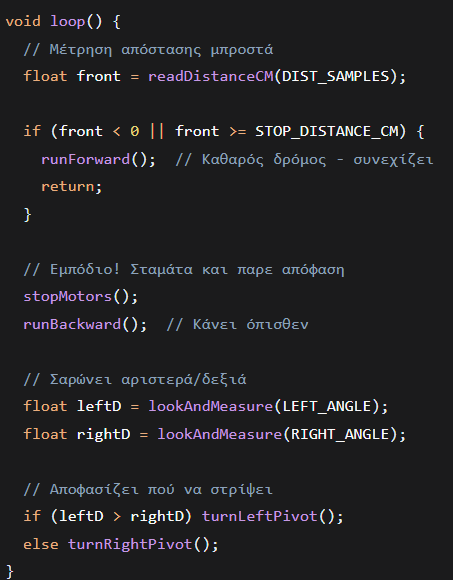 void loop() {
// Μέτρηση απόστασης μπροστά
float front = readDistanceCM(DIST_SAMPLES);
if (front < 0 || front >= STOP_DISTANCE_CM) {
runForward();  // Καθαρός δρόμος - συνεχίζει
return;
}
// Εμπόδιο! Σταμάτα και παρε απόφαση
stopMotors();
runBackward();  // Κάνει όπισθεν
// Σαρώνει αριστερά/δεξιά
float leftD = lookAndMeasure(LEFT_ANGLE);
float rightD = lookAndMeasure(RIGHT_ANGLE);
// Αποφασίζει πού να στρίψει
if (leftD > rightD) turnLeftPivot();
else turnRightPivot();
}